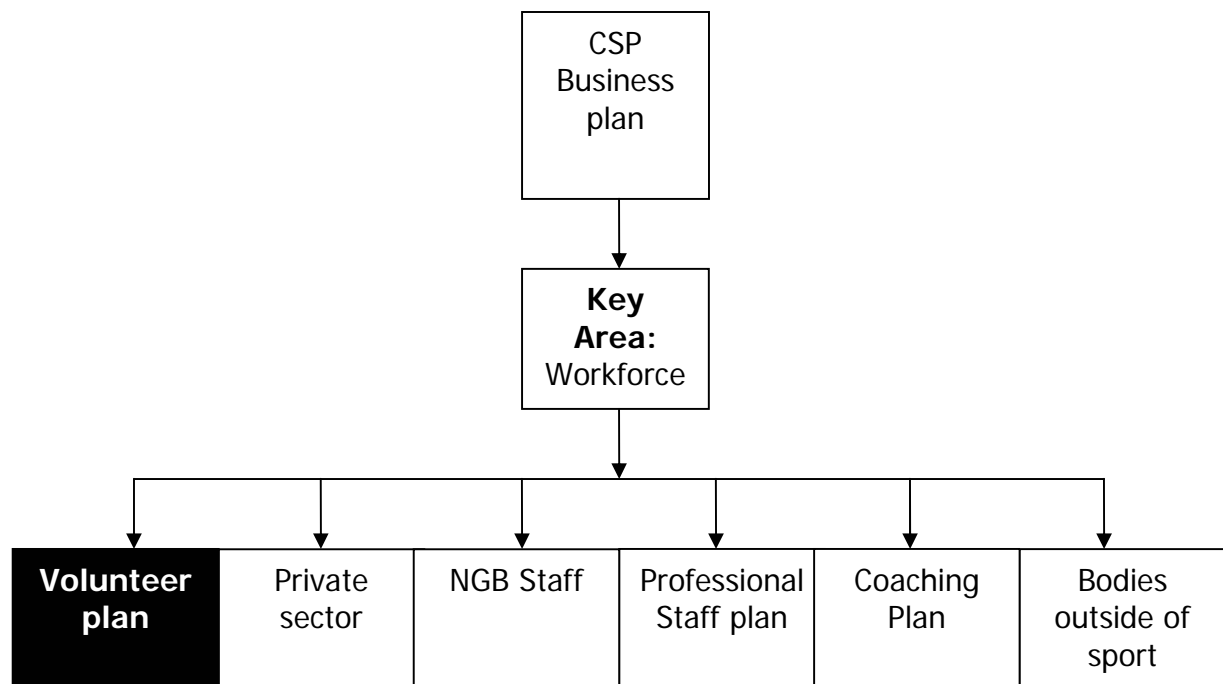 CSP
Business
plan
Key
Area:
Workforce
Volunteer
plan
Private
sector
NGB Staff
Professional
Staff plan
Coaching
Plan
Bodies
outside of
sport